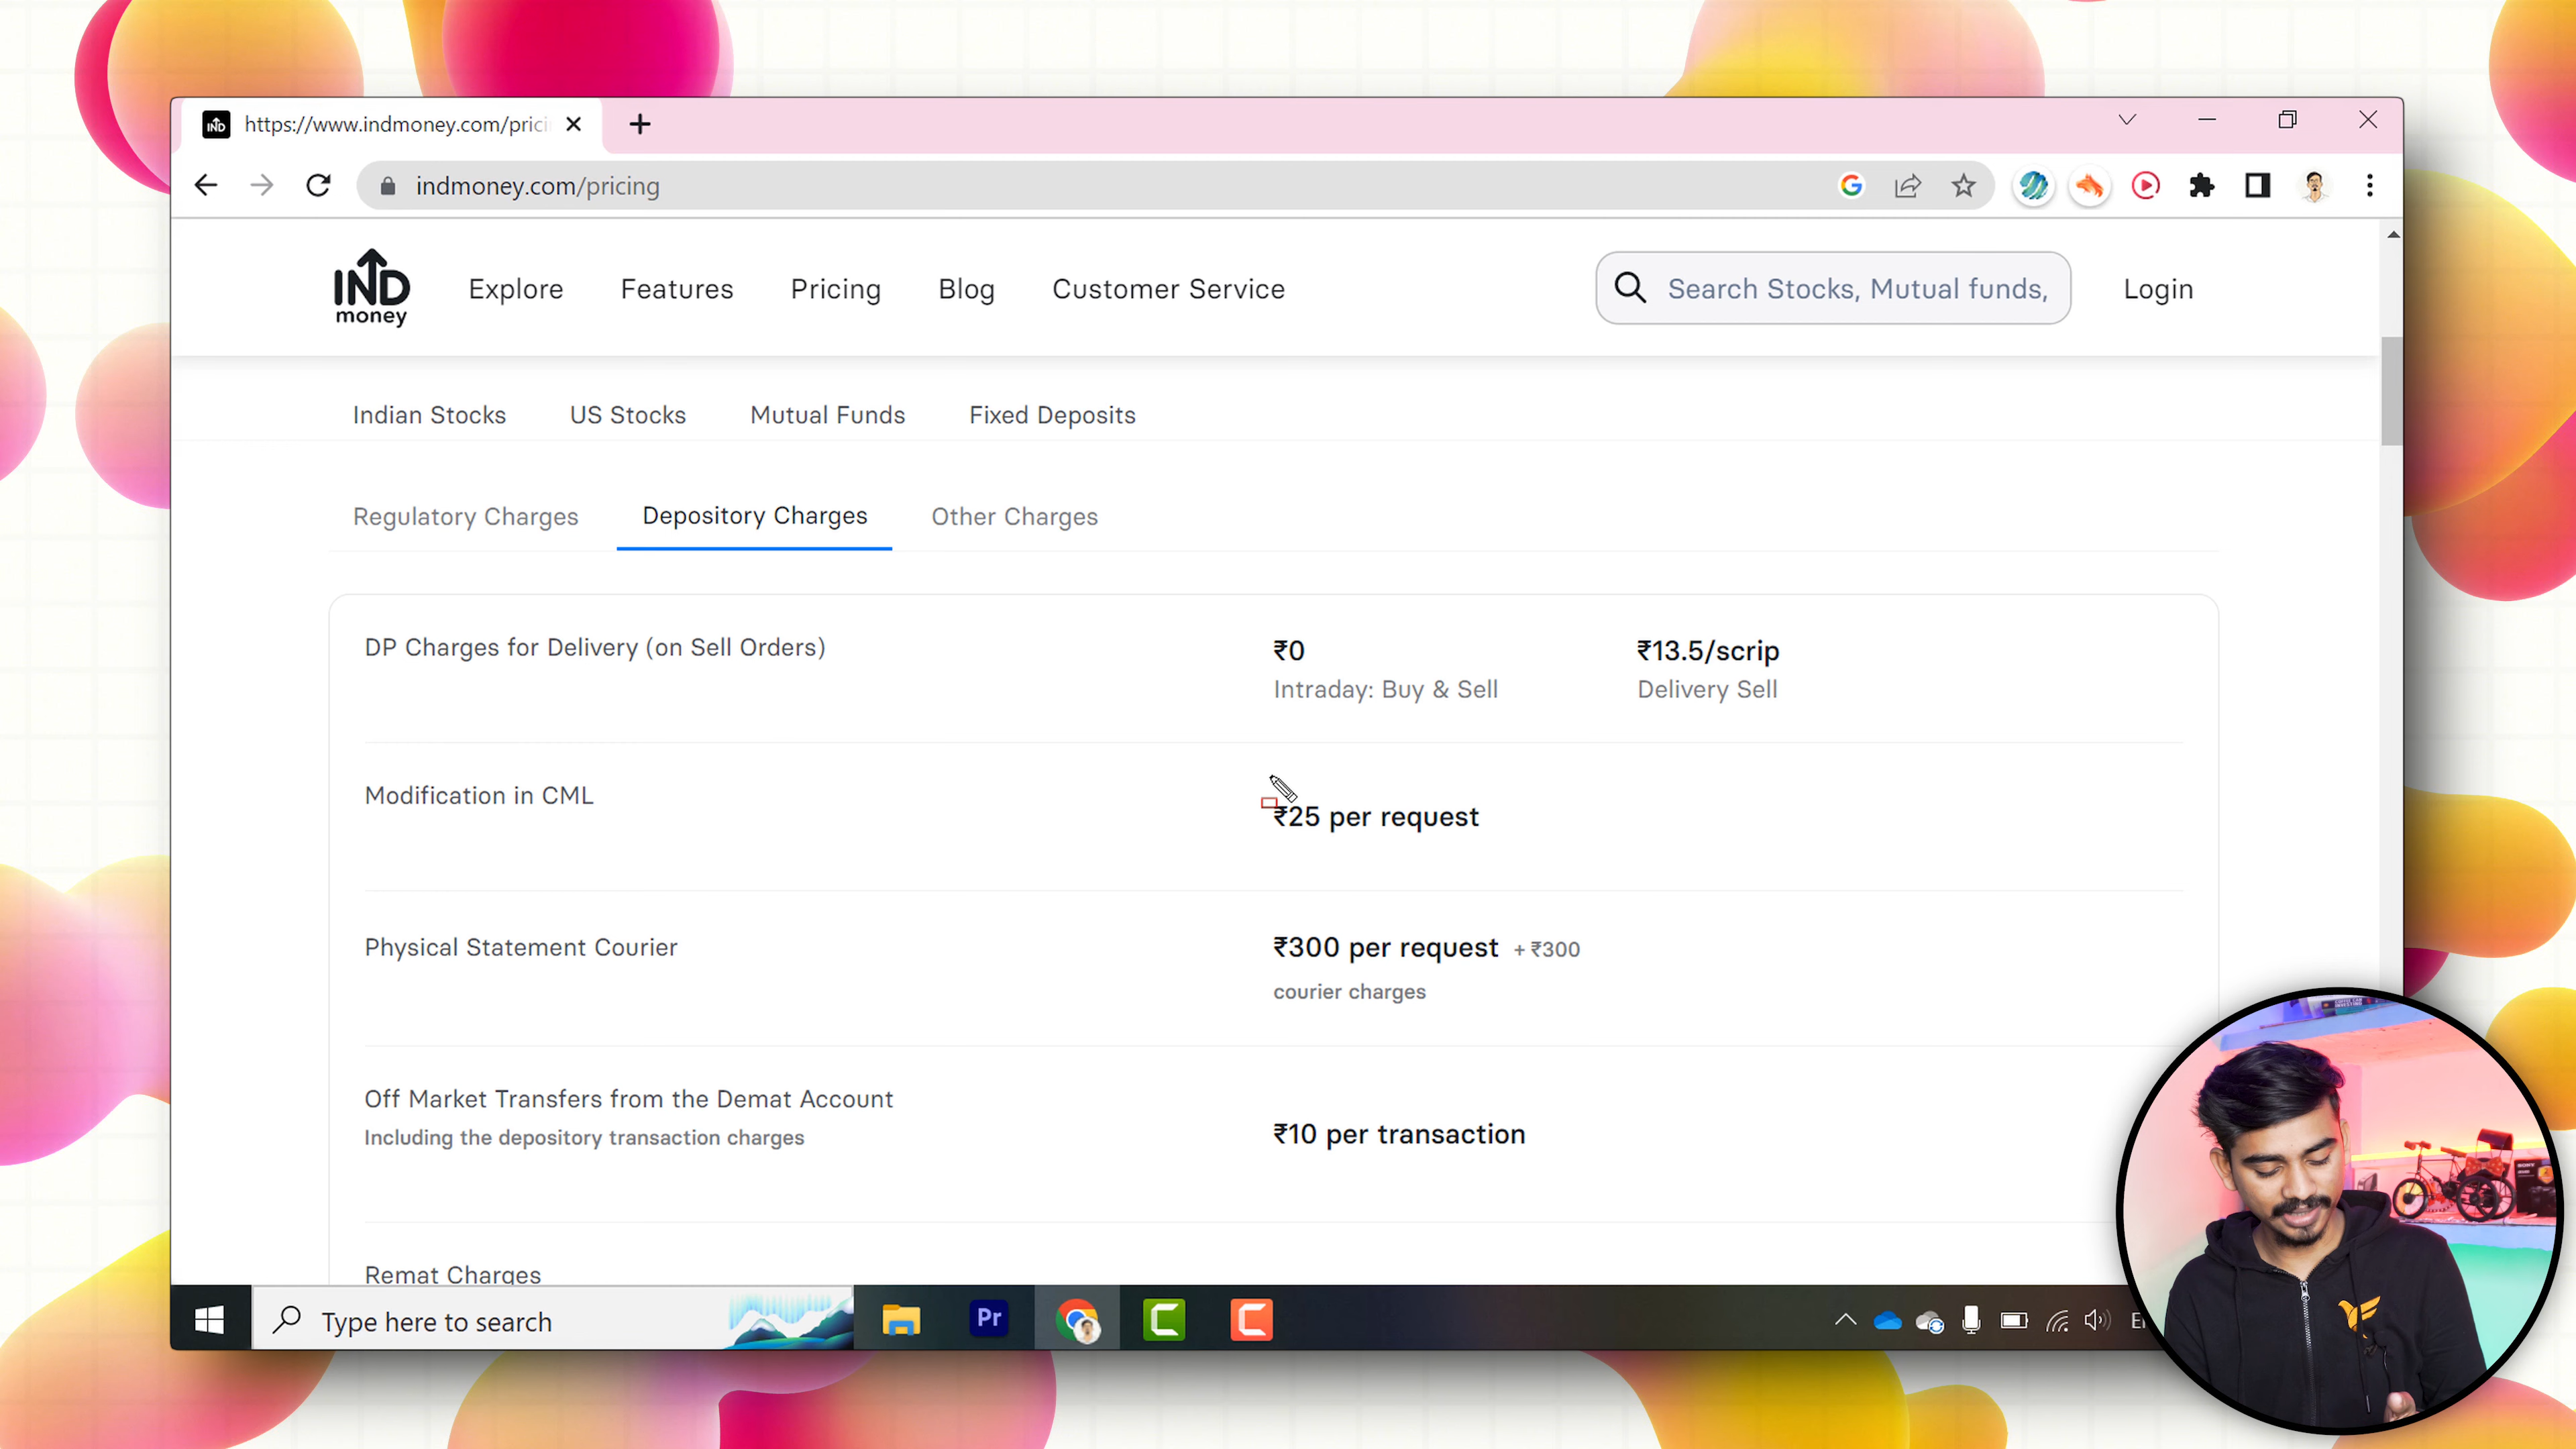 https://www.indmoney.com/prici
indmoney.com/pricing
IND
money
Explore
Features
Pricing
Blog
Customer Service
Search Stocks, Mutual funds,
Login
Indian Stocks
US Stocks
Mutual Funds
Fixed Deposits
Regulatory Charges
Depository Charges
Other Charges
DP Charges for Delivery (on Sell Orders)
₹0
₹13.5/scrip
Intraday: Buy & Sell
Delivery Sell
Modification in CML
₹25 per request
Physical Statement Courier
₹300 per request + ₹300
courier charges
Off Market Transfers from the Demat Account
Including the depository transaction charges
₹10 per transaction
Remat Charges
Type here to search
Pr